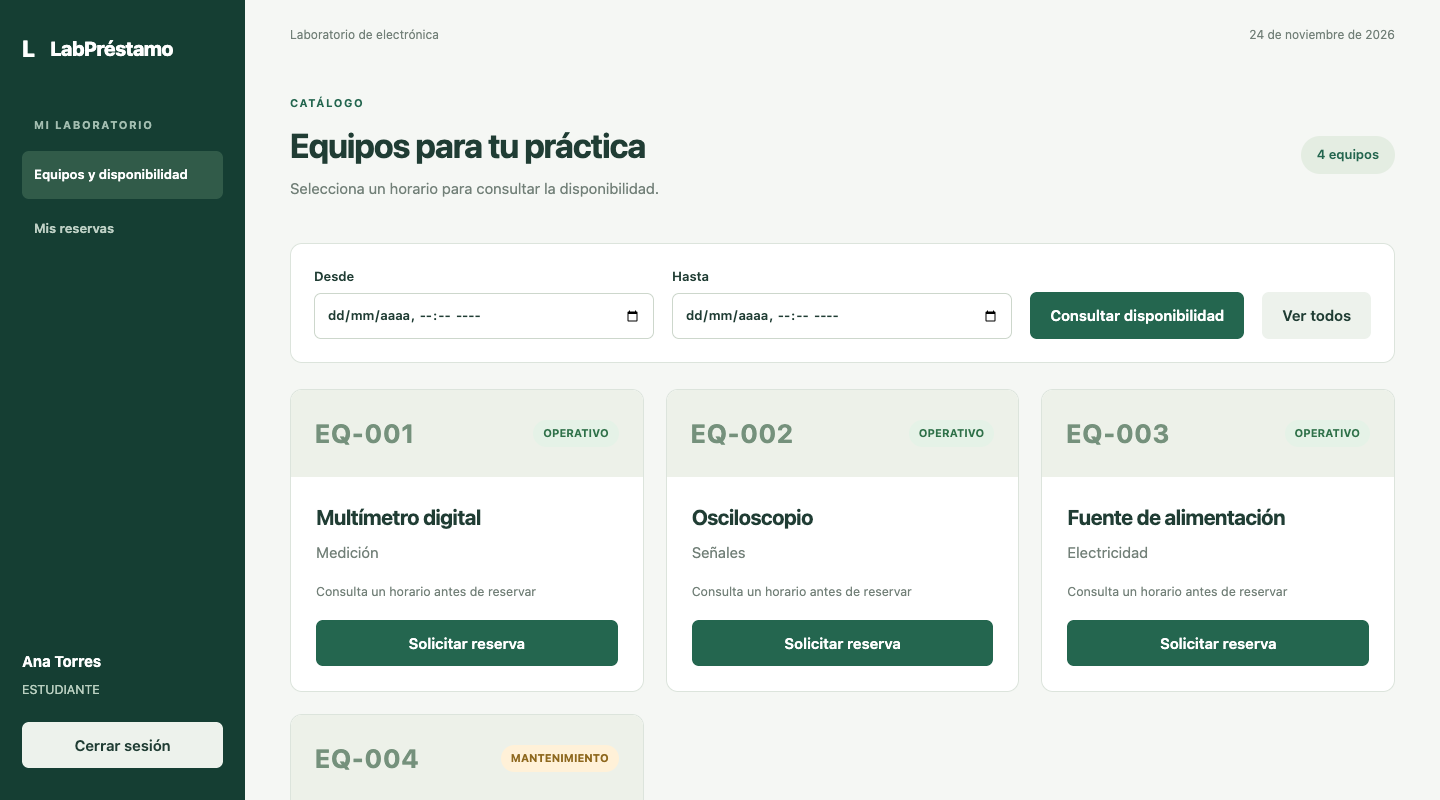 L LabPréstamo
MI LABORATORIO
Equipos y disponibilidad
Mis reservas
Ana Torres
ESTUDIANTE
Cerrar sesión
Laboratorio de electrónica
24 de noviembre de 2026
CATÁLOGO
Equipos para tu práctica
Selecciona un horario para consultar la disponibilidad.
4 equipos
Desde
dd/mm/aaaa, --:-- ----
Hasta
dd/mm/aaaa, --:-- ----
Consultar disponibilidad
Ver todos
EQ-001
OPERATIVO
Multímetro digital
Medición
Consulta un horario antes de reservar
Solicitar reserva
EQ-002
OPERATIVO
Osciloscopio
Señales
Consulta un horario antes de reservar
Solicitar reserva
EQ-003
OPERATIVO
Fuente de alimentación
Electricidad
Consulta un horario antes de reservar
Solicitar reserva
EQ-004
MANTENIMIENTO